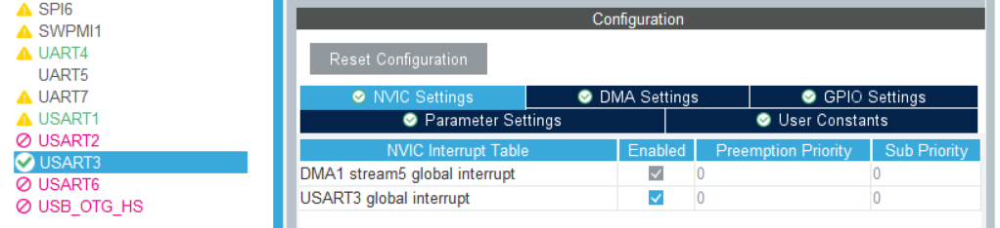 SPI6
SWPMI1
UART4
UART5
UART7
USART1
USART2
USART3
USART6
USB_OTG_HS
Configuration
Reset Configuration
NVIC Settings DMA Settings GPIO Settings
Parameter Settings User Constants
NVIC Interrupt Table Enabled Preemption Priority Sub Priority
DMA1 stream5 global interrupt 0 0
USART3 global interrupt 0 0